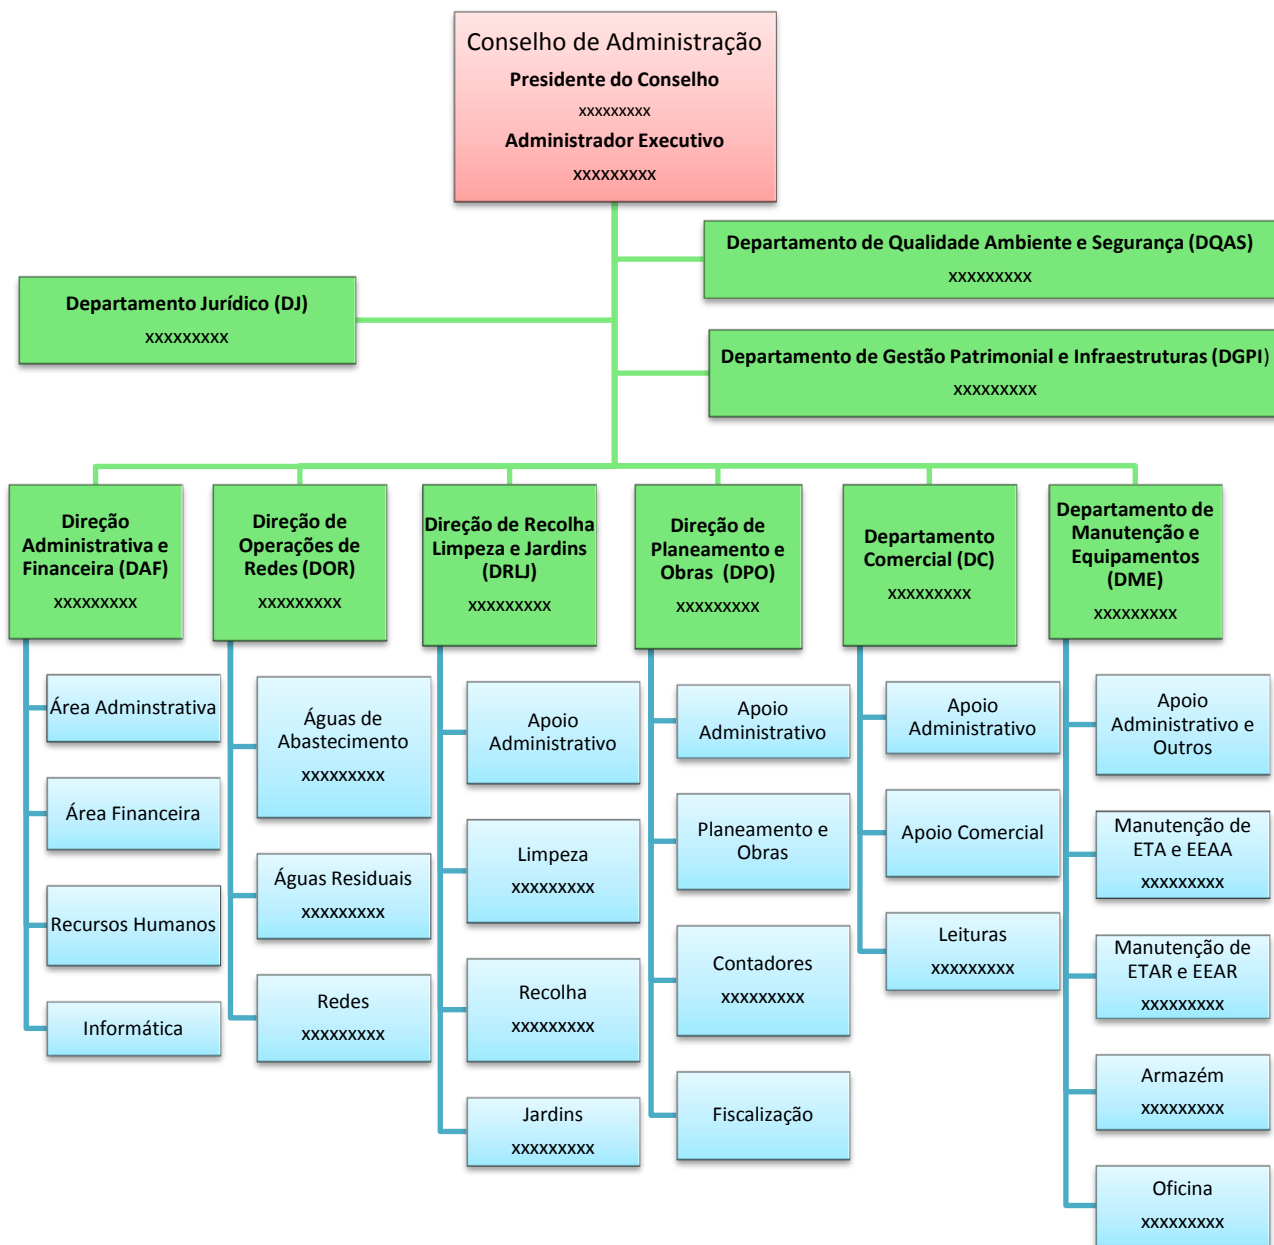 Conselho de Administração
Presidente do Conselho
xxxxxxxxx
Administrador Executivo
xxxxxxxxx
Departamento de Qualidade Ambiente e Segurança (DQAS)
xxxxxxxxx
Departamento Jurídico (DJ)
xxxxxxxxx
Departamento de Gestão Patrimonial e Infraestruturas (DGPI)
xxxxxxxxx
Direção
Administrativa e
Financeira (DAF)
xxxxxxxxx
Área Adminstrativa
Área Financeira
Recursos Humanos
Informática
Direção de
Operações de
Redes (DOR)
xxxxxxxxx
Águas de
Abastecimento
xxxxxxxxx
Águas Residuais
xxxxxxxxx
Redes
xxxxxxxxx
Direção de Recolha
Limpeza e Jardins
(DRLJ)
xxxxxxxxx
Apoio
Administrativo
Limpeza
xxxxxxxxx
Recolha
xxxxxxxxx
Jardins
xxxxxxxxx
Direção de
Planeamento e
Obras (DPO)
xxxxxxxxx
Apoio
Administrativo
Planeamento e
Obras
Contadores
xxxxxxxxx
Fiscalização
Departamento
Comercial (DC)
xxxxxxxxx
Apoio
Administrativo
Apoio Comercial
Leituras
xxxxxxxxx
Departamento de
Manutenção e
Equipamentos
(DME)
xxxxxxxxx
Apoio
Administrativo e
Outros
Manutenção de
ETA e EEAA
xxxxxxxxx
Manutenção de
ETAR e EEAR
xxxxxxxxx
Armazém
xxxxxxxxx
Oficina
xxxxxxxxx